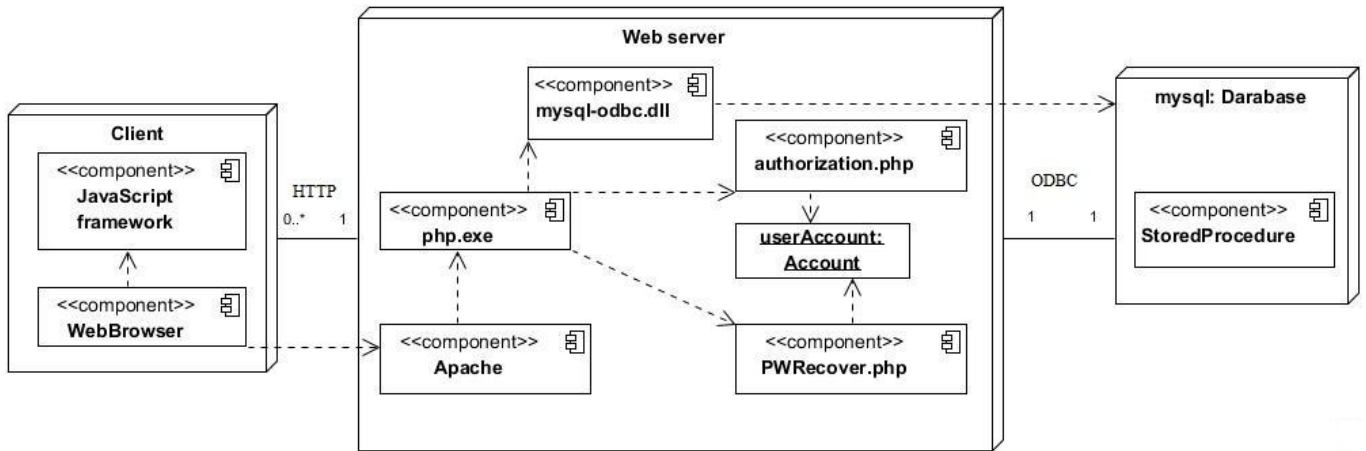 Client
<<component>>
JavaScript
framework
<<component>>
WebBrowser
HTTP
0..*
1
Web server
<<component>>
mysql-odbc.dll
<<component>>
authorization.php
<<component>>
php.exe
userAccount:
Account
<<component>>
Apache
<<component>>
PWRecover.php
ODBC
1
1
mysql: Darabase
<<component>>
StoredProcedure